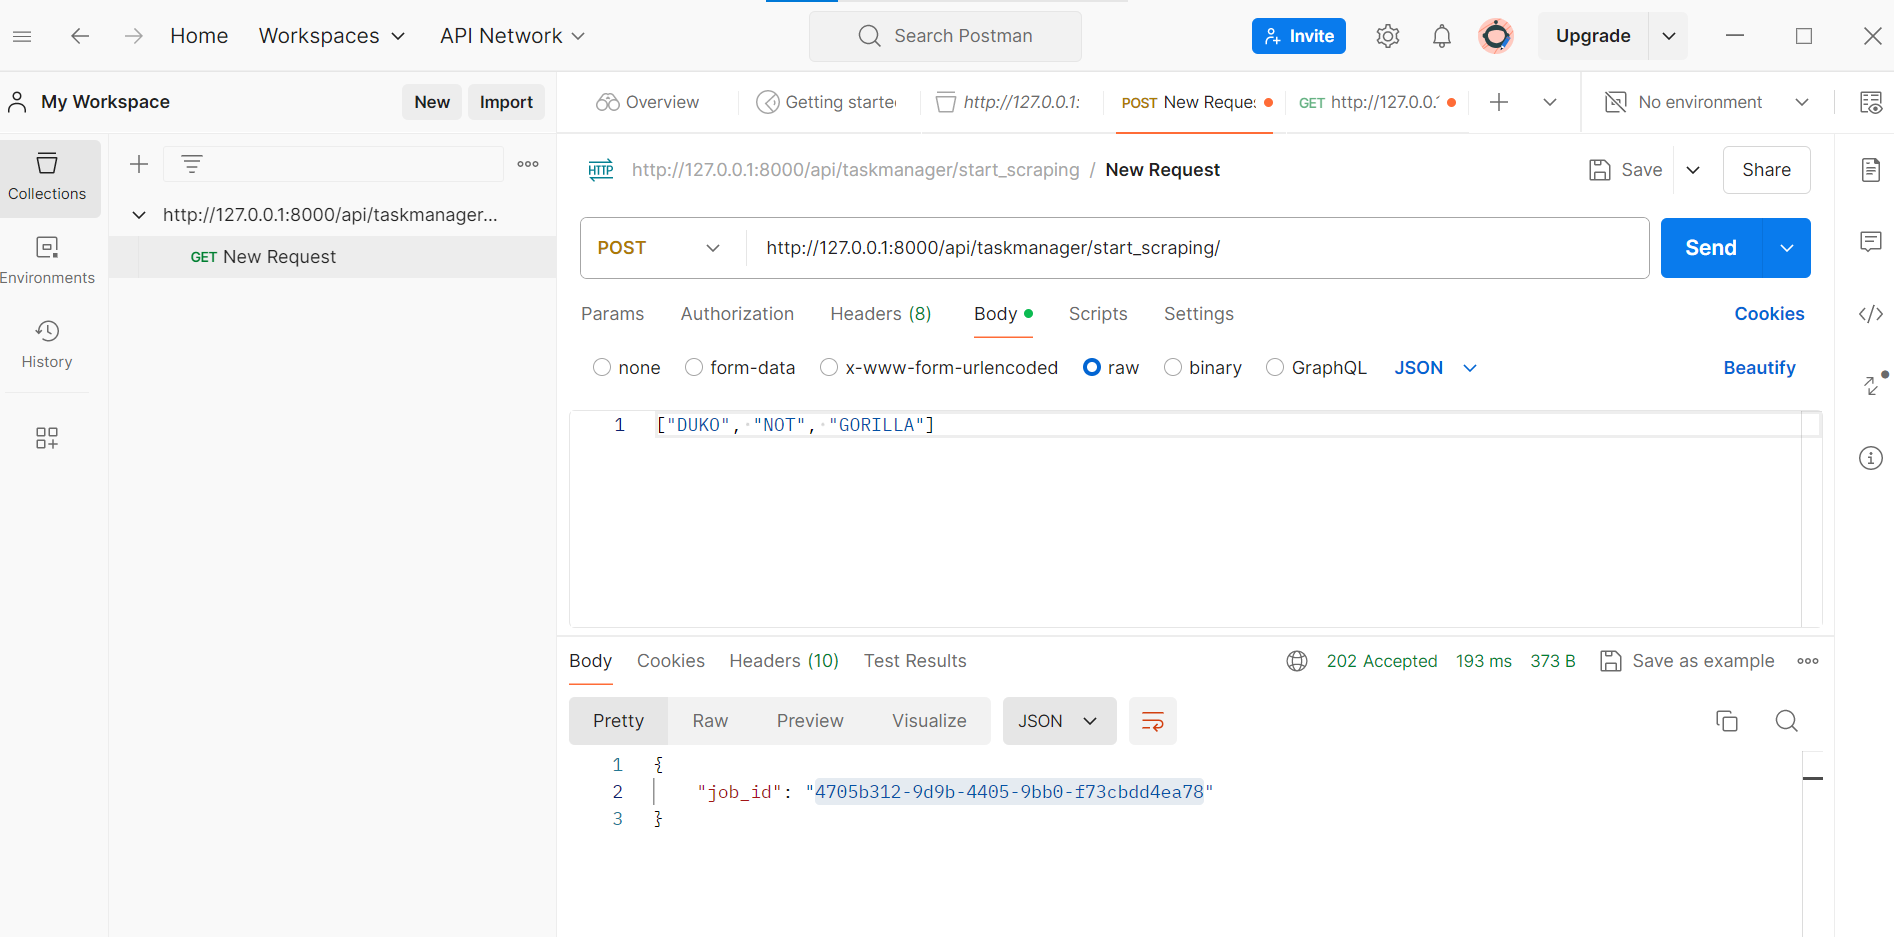 Home Workspaces API Network Search Postman Invite Upgrade
My Workspace New Import
Overview Getting starte http://127.0.0.1: POST New Reque GET http://127.0. No environment
Collections
http://127.0.0.1:8000/api/taskmanager...
GET New Request
Environments
History
HTTP http://127.0.0.1:8000/api/taskmanager/start_scraping / New Request Save Share
POST http://127.0.0.1:8000/api/taskmanager/start_scraping/ Send
Params Authorization Headers (8) Body Scripts Settings Cookies
none form-data x-www-form-urlencoded raw binary GraphQL JSON Beautify
1 ["DUKO", "NOT", "GORILLA"]
Body Cookies Headers (10) Test Results 202 Accepted 193 ms 373 B Save as example
Pretty Raw Preview Visualize JSON
1 {
2 "job_id": "4705b312-9d9b-4405-9bb0-f73cbdd4ea78"
3 }